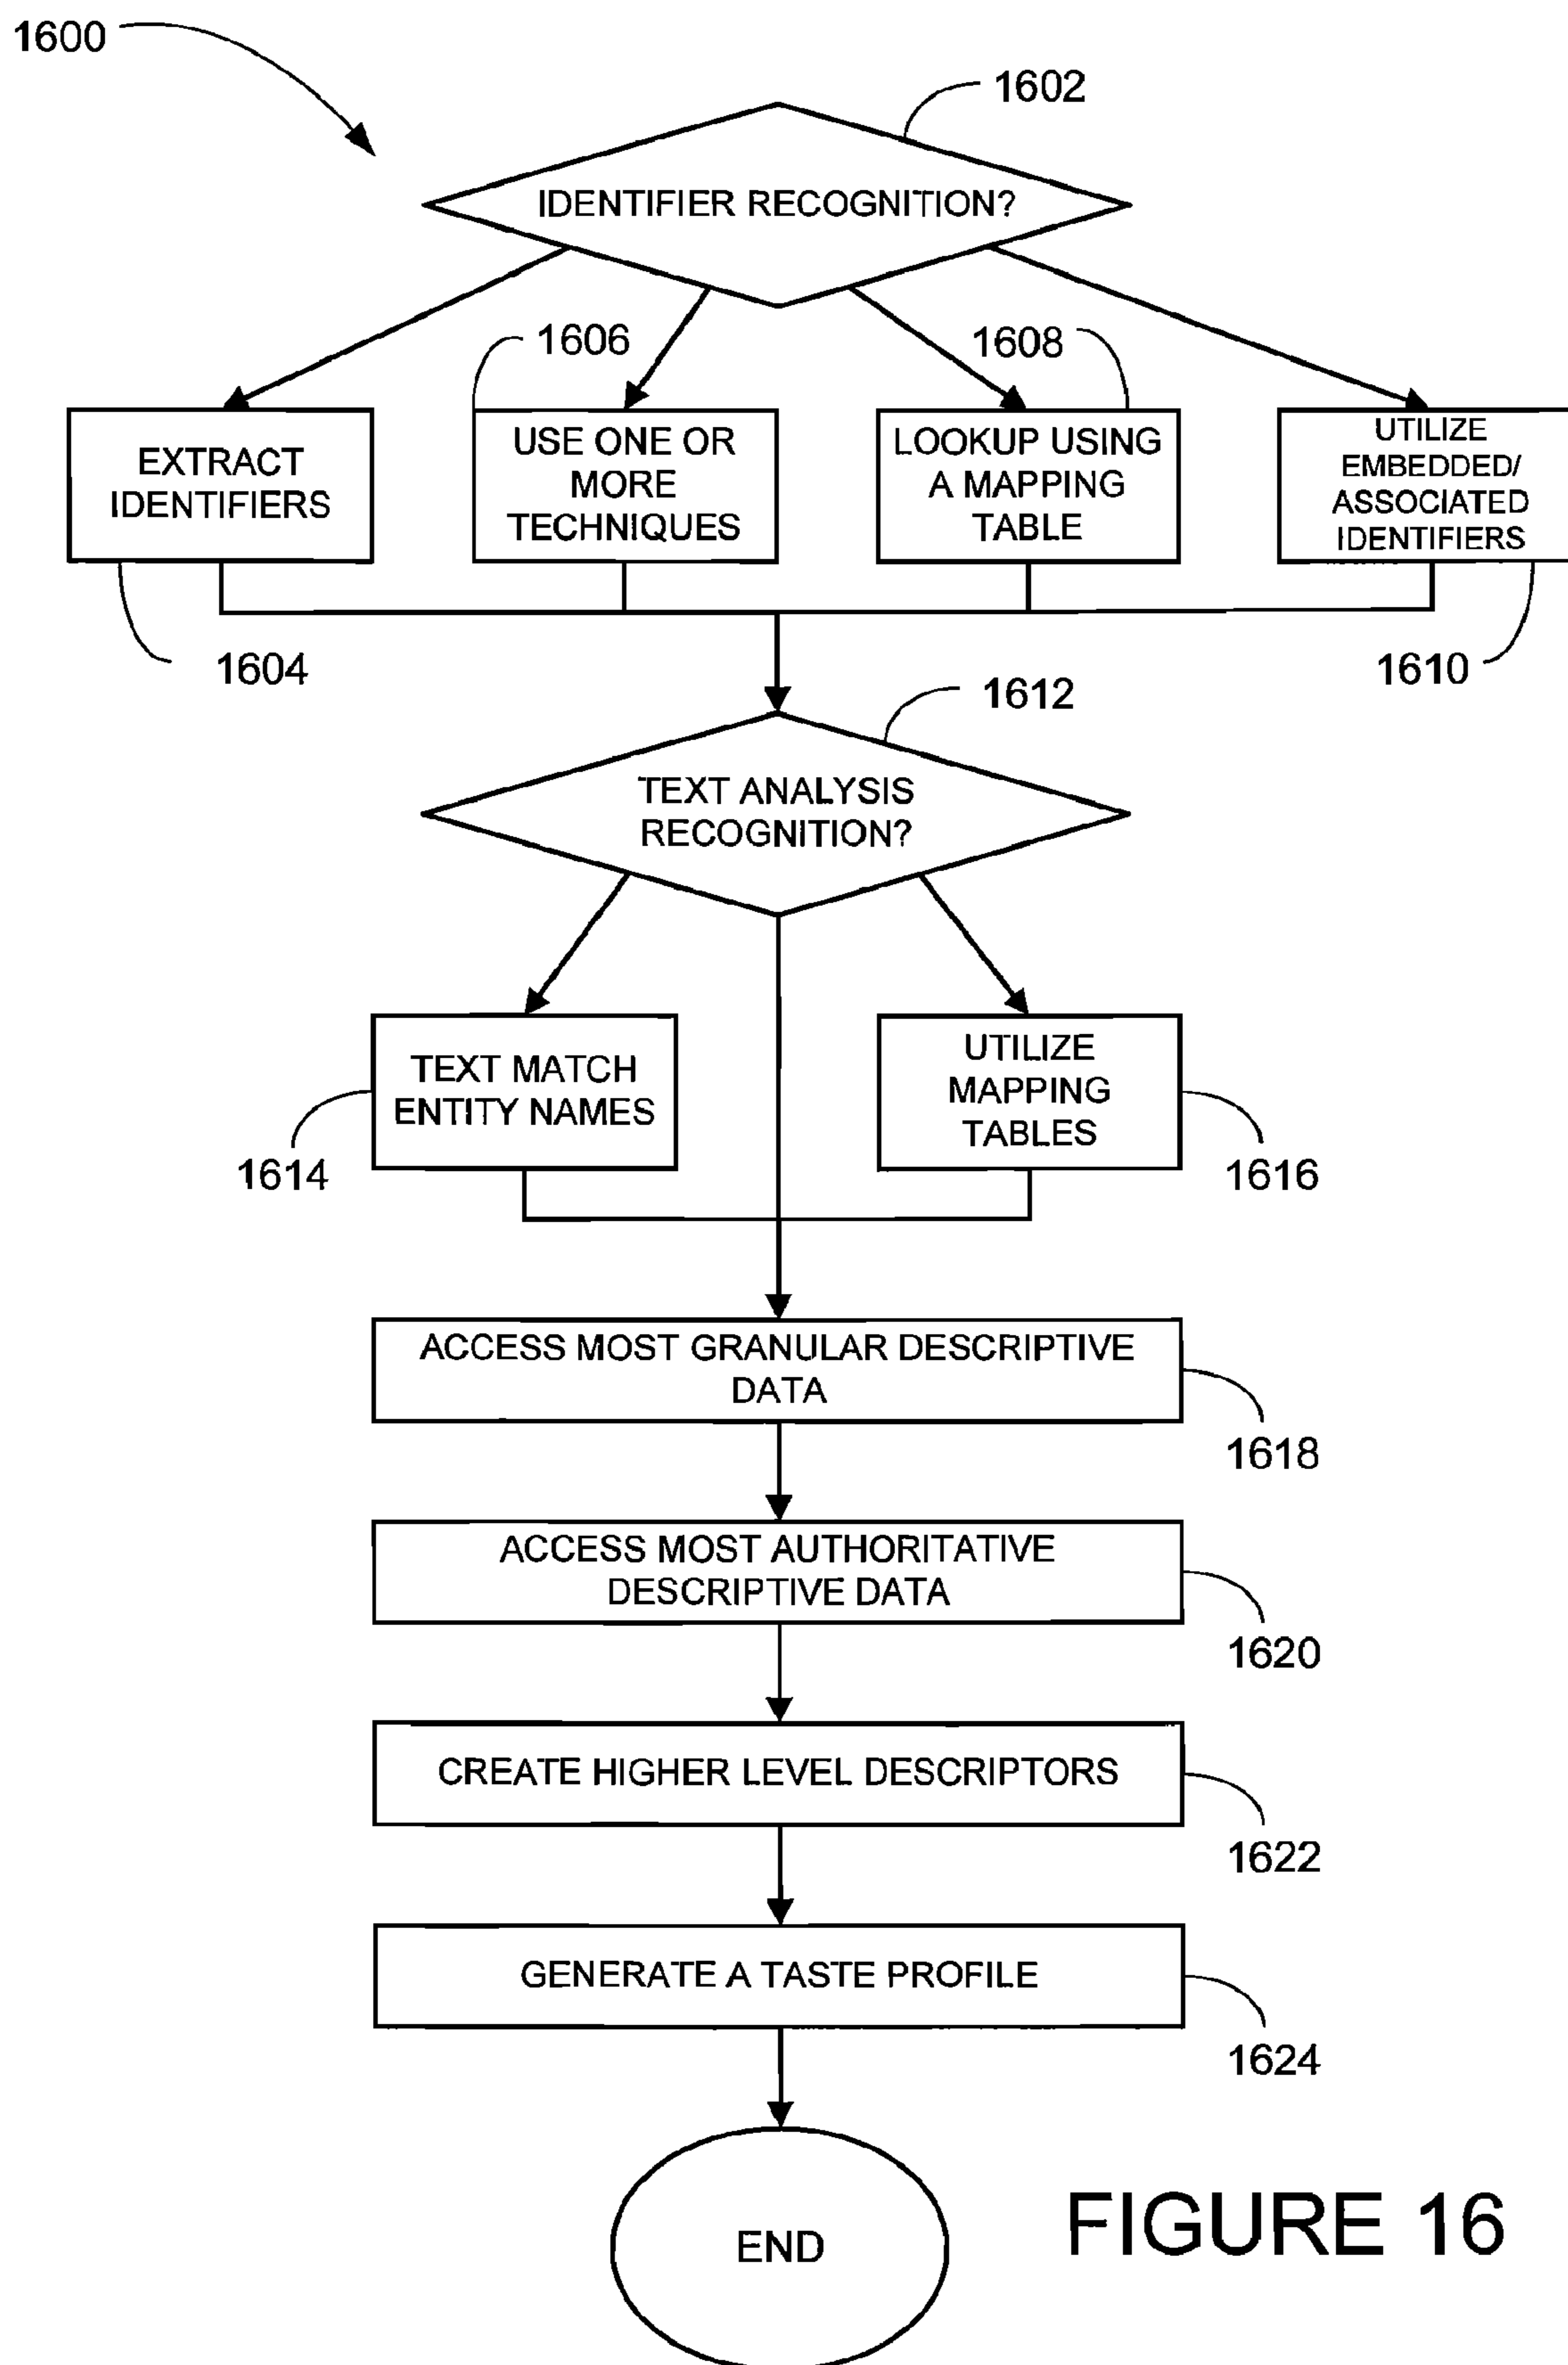 1600
1602
IDENTIFIER RECOGNITION?
1606
1608
EXTRACT
IDENTIFIERS
USE ONE OR
MORE
TECHNIQUES
LOOKUP USING
A MAPPING
TABLE
UTILIZE
EMBEDDED/
ASSOCIATED
IDENTIFIERS
1604
1610
1612
TEXT ANALYSIS
RECOGNITION?
TEXT MATCH
ENTITY NAMES
UTILIZE
MAPPING
TABLES
1614
1616
ACCESS MOST GRANULAR DESCRIPTIVE
DATA
1618
ACCESS MOST AUTHORITATIVE
DESCRIPTIVE DATA
1620
CREATE HIGHER LEVEL DESCRIPTORS
1622
GENERATE A TASTE PROFILE
1624
END
FIGURE 16